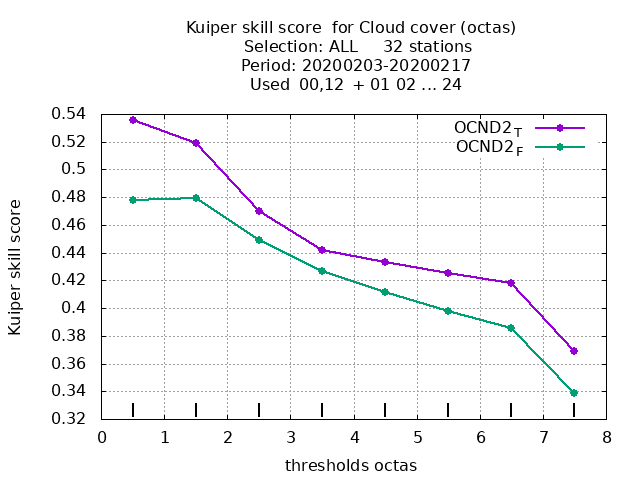 Kuiper skill score  for Cloud cover (octas)
Selection: ALL     32 stations
Period: 20200203-20200217
Used  00,12  + 01 02 ... 24
0.54
0.52
0.5
0.48
0.46
0.44
0.42
0.4
0.38
0.36
0.34
0.32
Kuiper skill score
OCND2T
OCND2F
0 1 2 3 4 5 6 7 8
thresholds octas